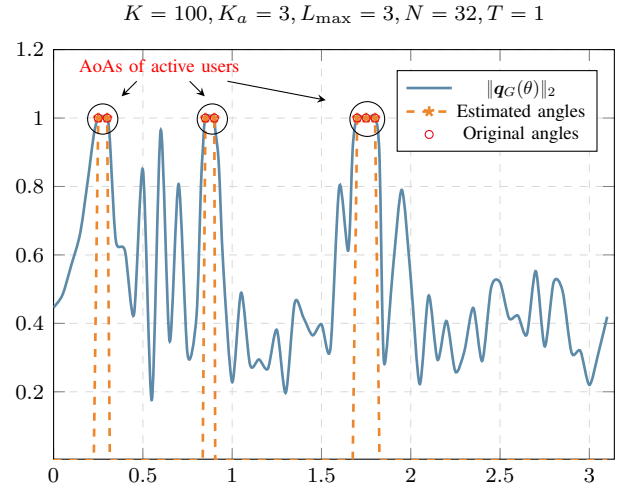 K = 100, K_a = 3, L_max = 3, N = 32, T = 1
1.2
AoAs of active users
‖q_G(θ)‖_2
Estimated angles
Original angles
1
0.8
0.6
0.4
0.2
0 0.5 1 1.5 2 2.5 3